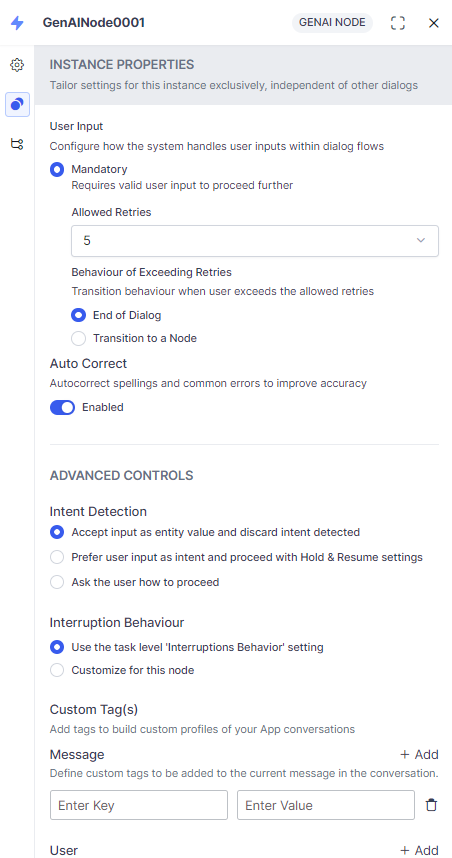 GenAINode0001
GENAI NODE
INSTANCE PROPERTIES
Tailor settings for this instance exclusively, independent of other dialogs
User Input
Configure how the system handles user inputs within dialog flows
Mandatory
Requires valid user input to proceed further
Allowed Retries
5
Behaviour of Exceeding Retries
Transition behaviour when user exceeds the allowed retries
End of Dialog
Transition to a Node
Auto Correct
Autocorrect spellings and common errors to improve accuracy
Enabled
ADVANCED CONTROLS
Intent Detection
Accept input as entity value and discard intent detected
Prefer user input as intent and proceed with Hold & Resume settings
Ask the user how to proceed
Interruption Behaviour
Use the task level 'Interruptions Behavior' setting
Customize for this node
Custom Tag(s)
Add tags to build custom profiles of your App conversations
Message + Add
Define custom tags to be added to the current message in the conversation.
Enter Key Enter Value
User + Add